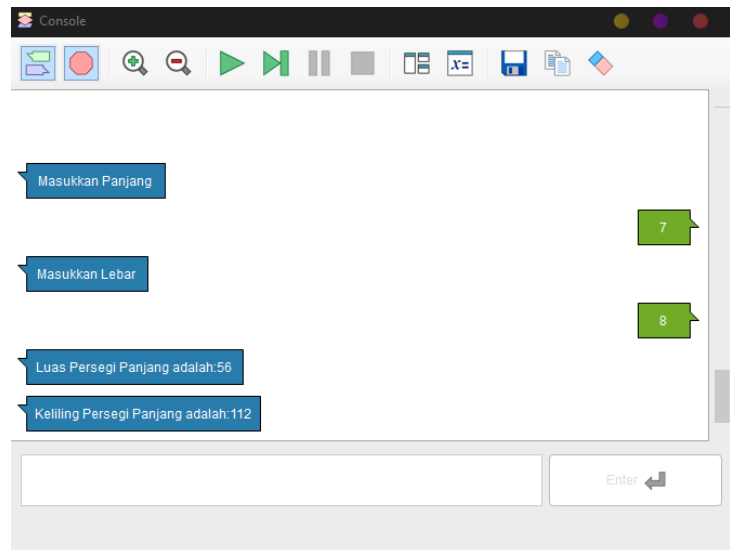 Console
x=
Masukkan Panjang
7
Masukkan Lebar
8
Luas Persegi Panjang adalah:56
Keliling Persegi Panjang adalah:112
Enter